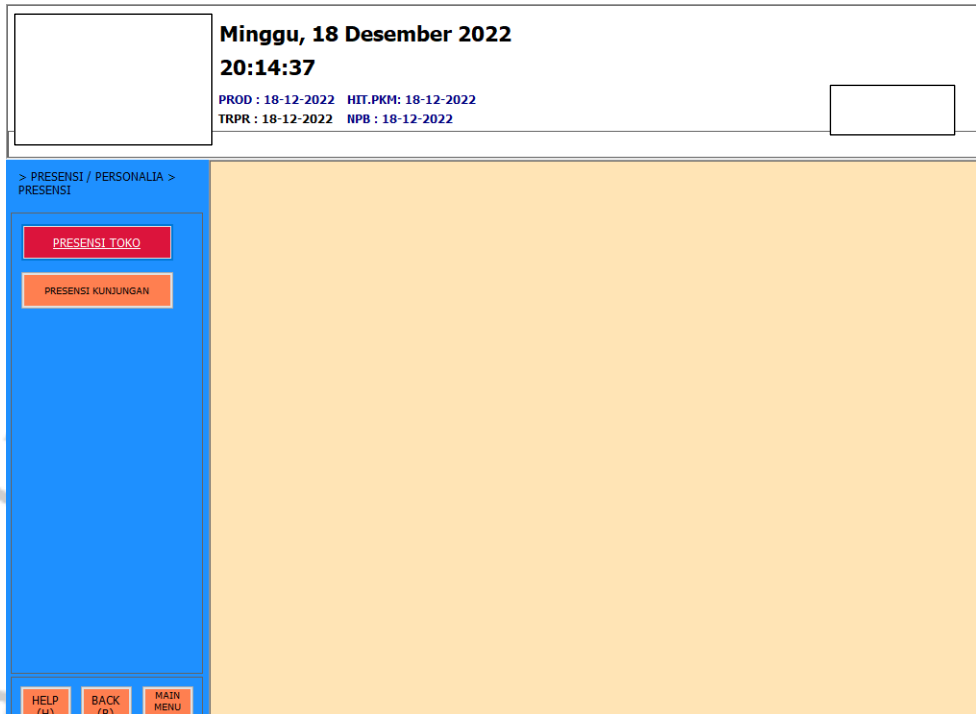 Minggu, 18 Desember 2022
20:14:37
PROD : 18-12-2022 HIT.PKM: 18-12-2022
TRPR : 18-12-2022 NPB : 18-12-2022
> PRESENSI / PERSONALIA >
PRESENSI
PRESENSI TOKO
PRESENSI KUNJUNGAN
HELP
(H)
BACK
(B)
MAIN
MENU